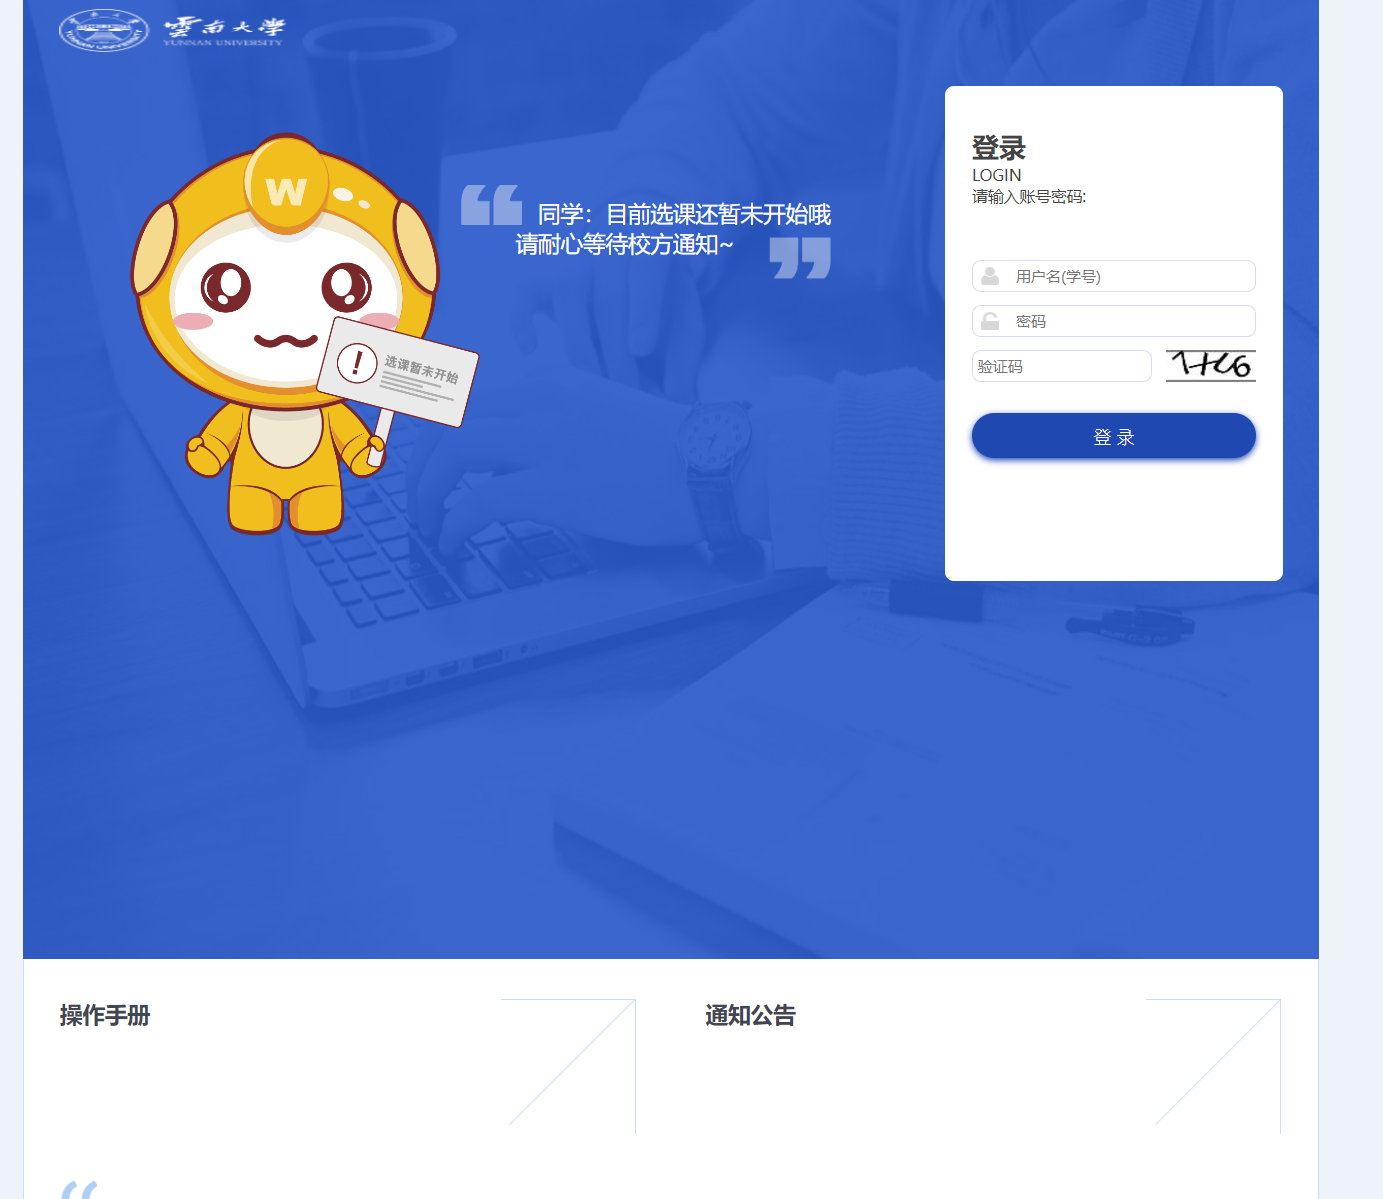 雲南大学
YUNNAN UNIVERSITY
YUNNAN UNIVERSITY
W
同学：目前选课还暂未开始哦
请耐心等待校方通知~
选课暂未开始
登录
LOGIN
请输入账号密码:
用户名(学号)
密码
验证码
登 录
操作手册
通知公告